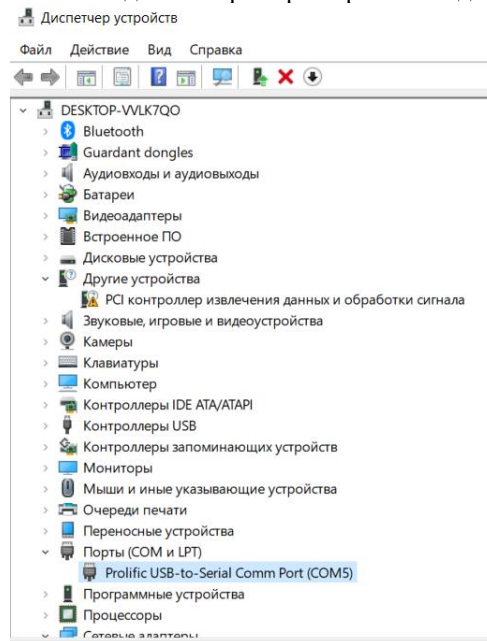 Диспетчер устройств
Файл Действие Вид Справка
DESKTOP-VVLK7QO
Bluetooth
Guardant dongles
Аудиовходы и аудиовыходы
Батареи
Видеоадаптеры
Встроенное ПО
Дисковые устройства
Другие устройства
PCI контроллер извлечения данных и обработки сигнала
Звуковые, игровые и видеоустройства
Камеры
Клавиатуры
Компьютер
Контроллеры IDE ATA/ATAPI
Контроллеры USB
Контроллеры запоминающих устройств
Мониторы
Мыши и иные указывающие устройства
Очереди печати
Переносные устройства
Порты (COM и LPT)
Prolific USB-to-Serial Comm Port (COM5)
Программные устройства
Процессоры
Сетевые адаптеры